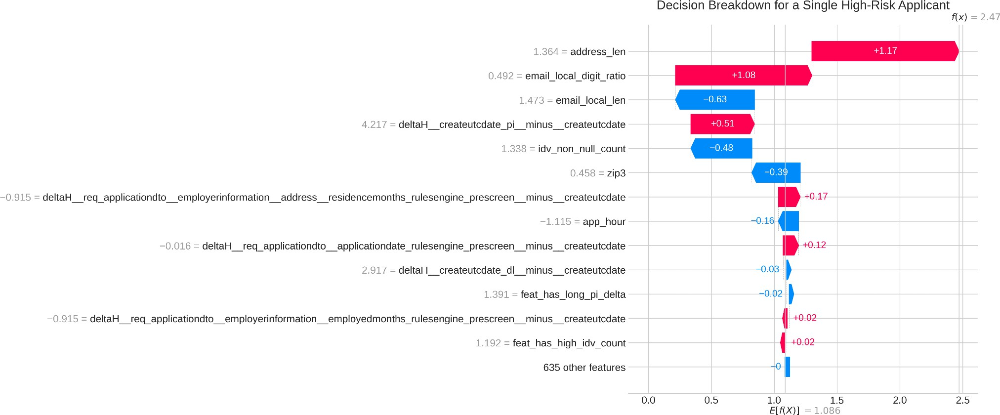 Decision Breakdown for a Single High-Risk Applicant
f(x) = 2.47
1.364 = address_len +1.17
0.492 = email_local_digit_ratio +1.08
1.473 = email_local_len −0.63
4.217 = deltaH__createutcdate_pi__minus__createutcdate +0.51
1.338 = idv_non_null_count −0.48
0.458 = zip3 −0.39
−0.915 = deltaH__req_applicationdto__employerinformation__address__residencemonths_rulesengine_prescreen__minus__createutcdate +0.17
−1.115 = app_hour −0.16
−0.016 = deltaH__req_applicationdto__applicationdate_rulesengine_prescreen__minus__createutcdate +0.12
2.917 = deltaH__createutcdate_dl__minus__createutcdate −0.03
1.391 = feat_has_long_pi_delta −0.02
−0.915 = deltaH__req_applicationdto__employerinformation__employedmonths_rulesengine_prescreen__minus__createutcdate +0.02
1.192 = feat_has_high_idv_count +0.02
635 other features −0
0.0 0.5 1.0 1.5 2.0 2.5
E[f(X)] = 1.086